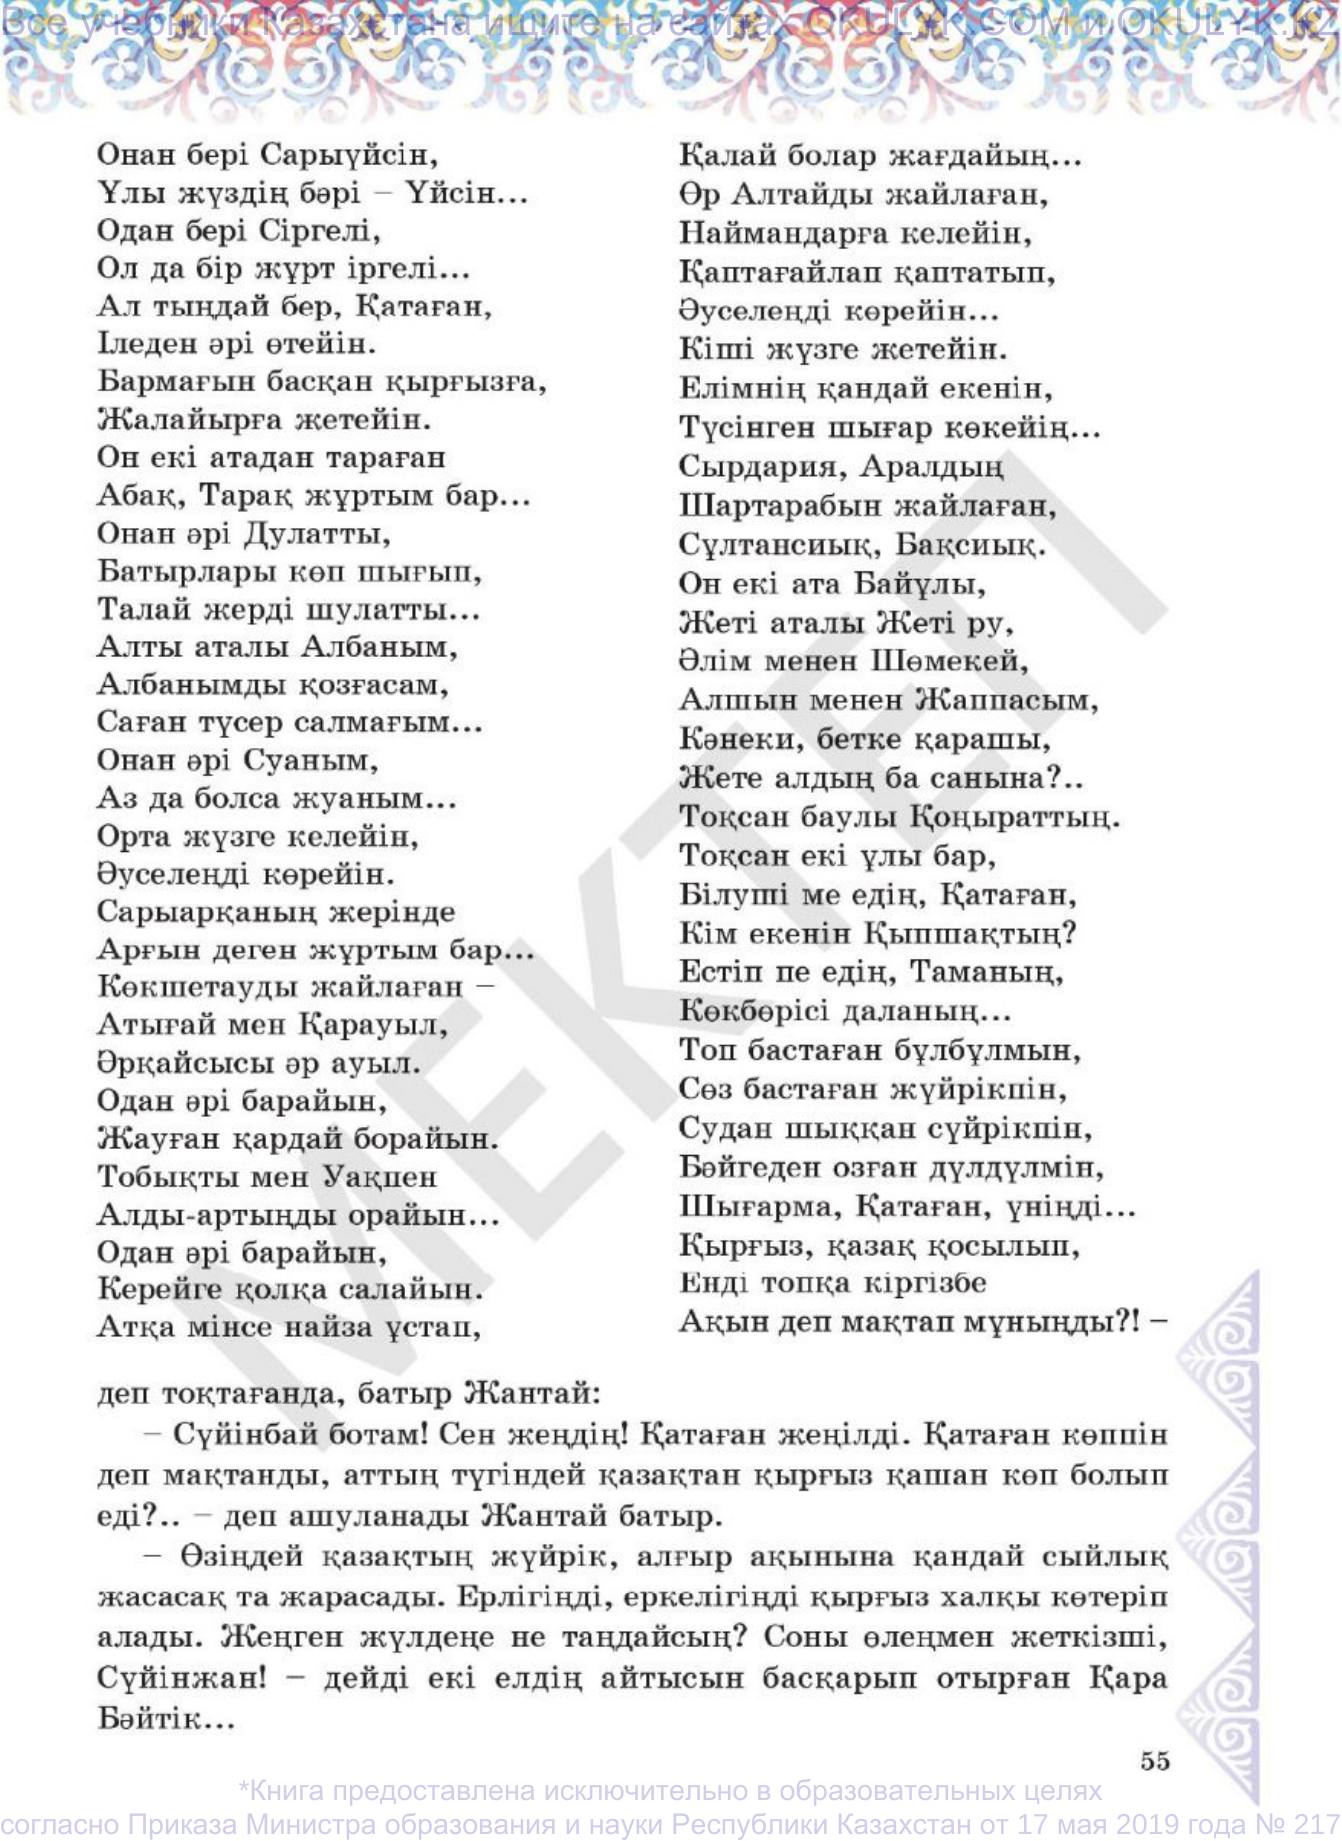 Все учебники Казахстана ищите на сайтах OKULYK.COM и OKULYK.KZ
Онан бері Сарыүйсін,
Ұлы жүздің бәрі – Үйсін...
Одан бері Сіргелі,
Ол да бір жұрт іргелі...
Ал тыңдай бер, Қатаған,
Іледен әрі өтейін.
Бармағын басқан қырғызға,
Жалайырға жетейін.
Он екі атадан тараған
Абақ, Тарақ жұртым бар...
Онан әрі Дулатты,
Батырлары көп шығып,
Талай жерді шулатты...
Алты аталы Албаным,
Албанымды қозғасам,
Саған түсер салмағым...
Онан әрі Суаным,
Аз да болса жуаным...
Орта жүзге келейін,
Әуселеңді көрейін.
Сарыарқаның жерінде
Арғын деген жұртым бар...
Көкшетауды жайлаған –
Атығай мен Қарауыл,
Әрқайсысы әр ауыл.
Одан әрі барайын,
Жауған қардай борайын.
Тобықты мен Уақпен
Алды-артыңды орайын...
Одан әрі барайын,
Керейге қолқа салайын.
Атқа мінсе найза ұстап,
Қалай болар жағдайың...
Өр Алтайды жайлаған,
Наймандарға келейін,
Қаптағайлап қаптатып,
Әуселеңді көрейін...
Кіші жүзге жетейін.
Елімнің қандай екенін,
Түсінген шығар көкейің...
Сырдария, Аралдың
Шартарабын жайлаған,
Сұлтансиық, Бақсиық.
Он екі ата Байұлы,
Жеті аталы Жеті ру,
Әлім менен Шөмекей,
Алшын менен Жаппасым,
Кәнеки, бетке қарашы,
Жете алдың ба санына?..
Тоқсан баулы Қоңыраттың.
Тоқсан екі ұлы бар,
Білуші ме едің, Қатаған,
Кім екенін Қыпшақтың?
Естіп пе едің, Таманың,
Көкбөрісі даланың...
Топ бастаған бұлбұлмын,
Сөз бастаған жүйрікпін,
Судан шыққан сүйрікпін,
Бәйгеден озған дүлдүлмін,
Шығарма, Қатаған, үніңді...
Қырғыз, қазақ қосылып,
Енді топқа кіргізбе
Ақын деп мақтап мұныңды?! –
деп тоқтағанда, батыр Жантай:
– Сүйінбай ботам! Сен жеңдің! Қатаған жеңілді. Қатаған көппін
деп мақтанды, аттың түгіндей қазақтан қырғыз қашан көп болып
еді?.. – деп ашуланады Жантай батыр.
– Өзіңдей қазақтың жүйрік, алғыр ақынына қандай сыйлық
жасасақ та жарасады. Ерлігіңді, еркелігіңді қырғыз халқы көтеріп
алады. Жеңген жүлдеңе не таңдайсың? Соны өлеңмен жеткізші,
Сүйінжан! – дейді екі елдің айтысын басқарып отырған Қара
Бәйтік...
55
МЕКТЕП
*Книга предоставлена исключительно в образовательных целях
согласно Приказа Министра образования и науки Республики Казахстан от 17 мая 2019 года № 217